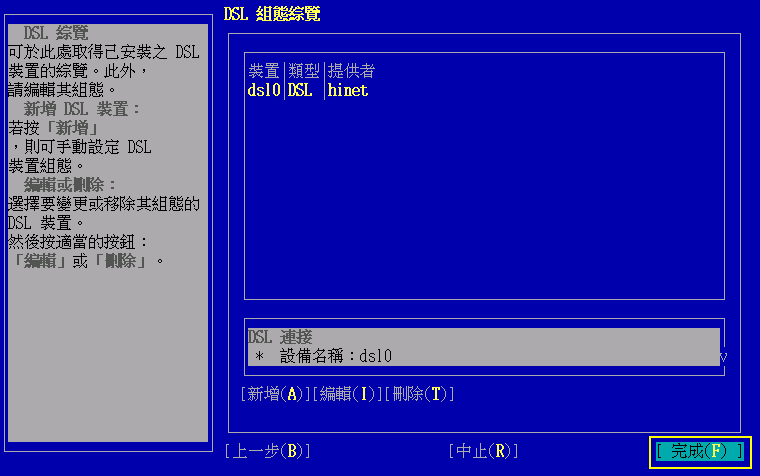 DSL 綜覽
可於此處取得已安裝之 DSL
裝置的綜覽。此外，
請編輯其組態。
新增 DSL 裝置：
若按「新增」
，則可手動設定 DSL
裝置組態。
編輯或刪除：
選擇要變更或移除其組態的
DSL 裝置。
然後按適當的按鈕：
「編輯」或「刪除」。
DSL 組態綜覽
裝置│類型│提供者
dsl0│DSL │hinet
DSL 連接
* 設備名稱：dsl0
[新增(A)][編輯(I)][刪除(T)]
[上一步(B)] [中止(R)] [ 完成(F) ]